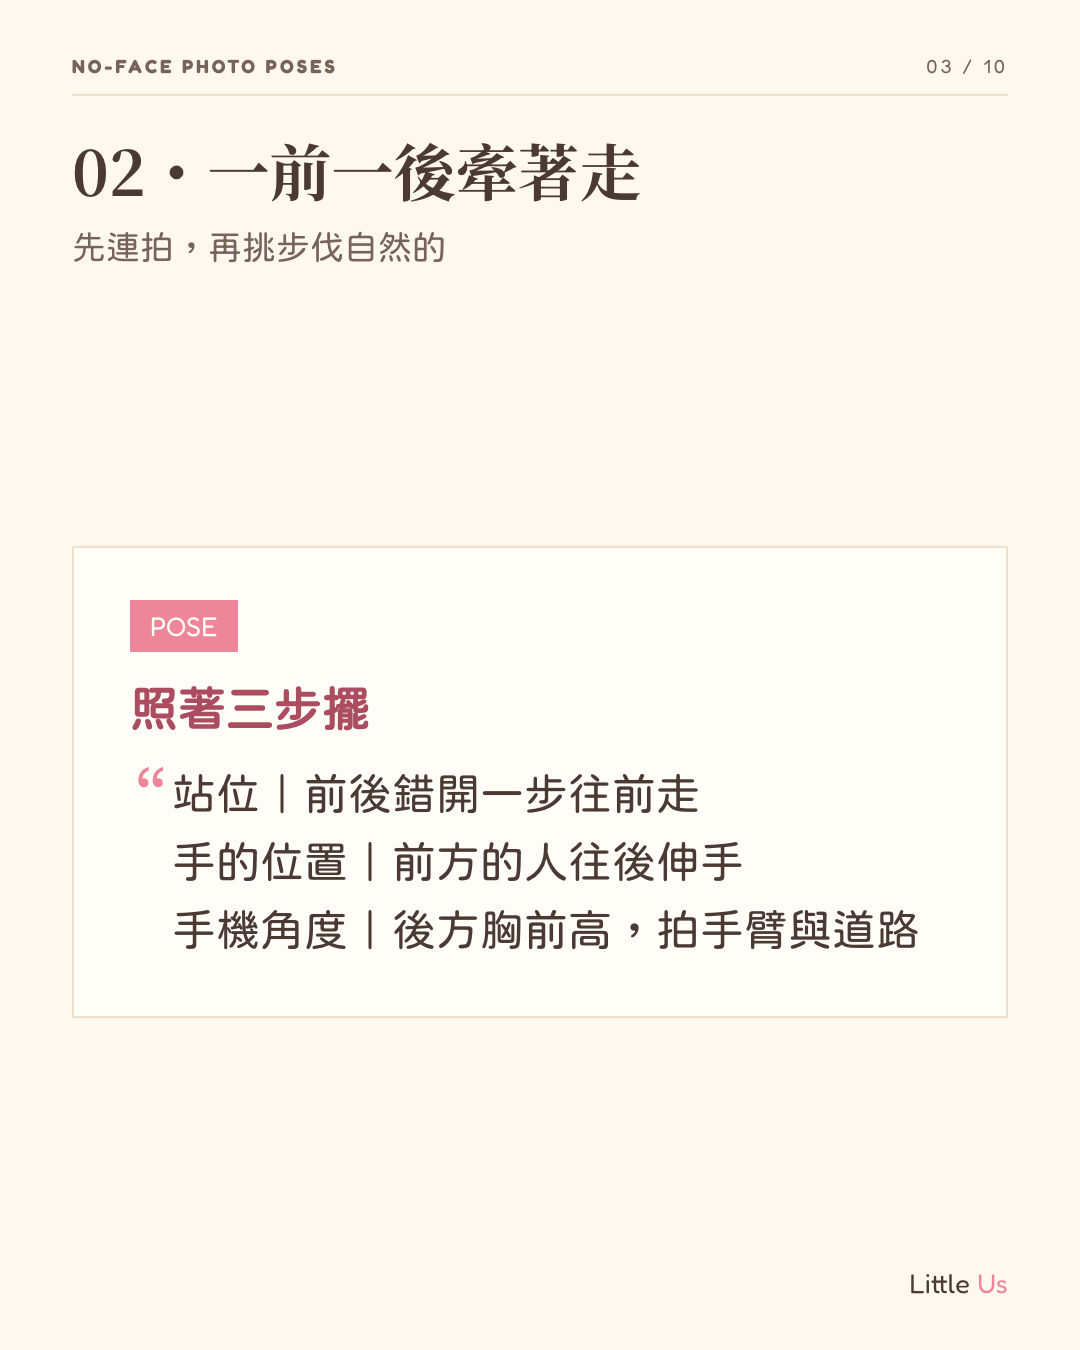 NO-FACE PHOTO POSES
03 / 10
02・一前一後牽著走
先連拍，再挑步伐自然的
POSE
照著三步擺
“站位｜前後錯開一步往前走
手的位置｜前方的人往後伸手
手機角度｜後方胸前高，拍手臂與道路
Little Us